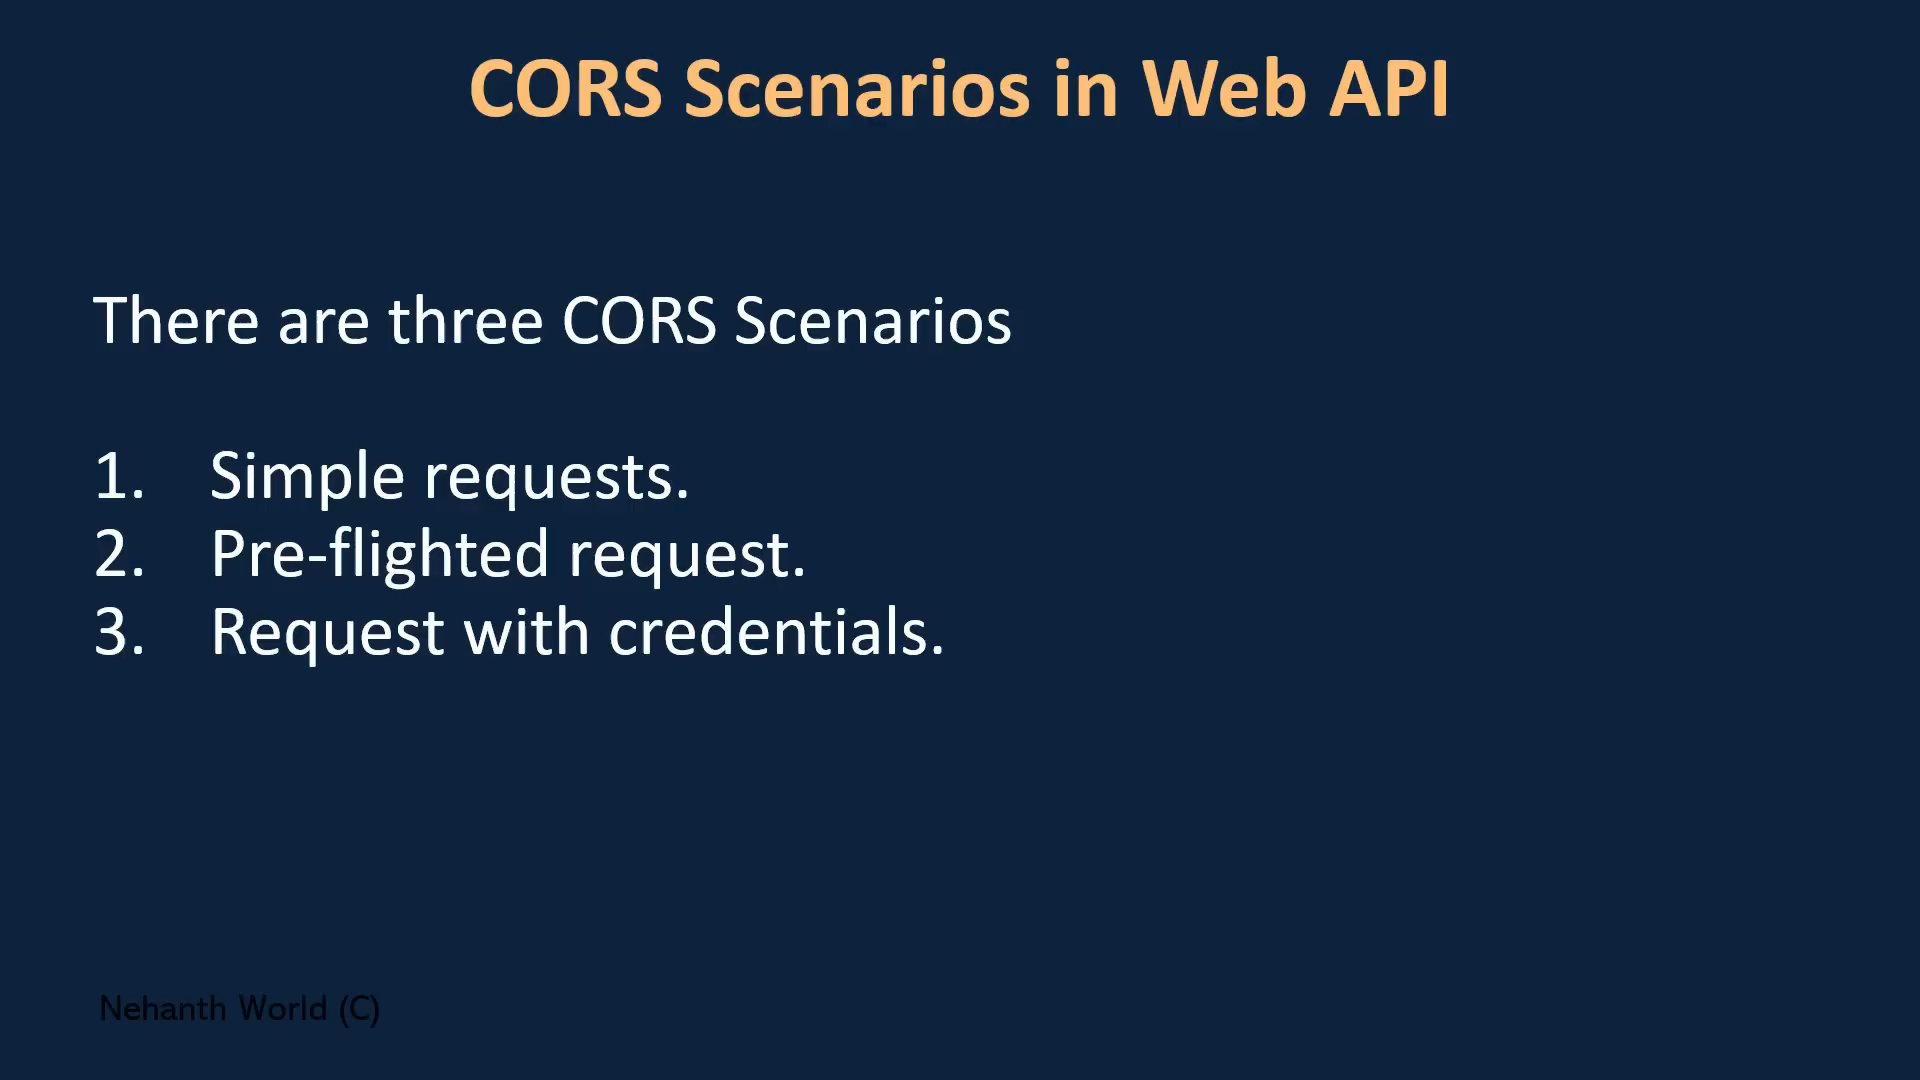 CORS Scenarios in Web API
There are three CORS Scenarios
1. Simple requests.
2. Pre-flighted request.
3. Request with credentials.
Nehanth World (C)